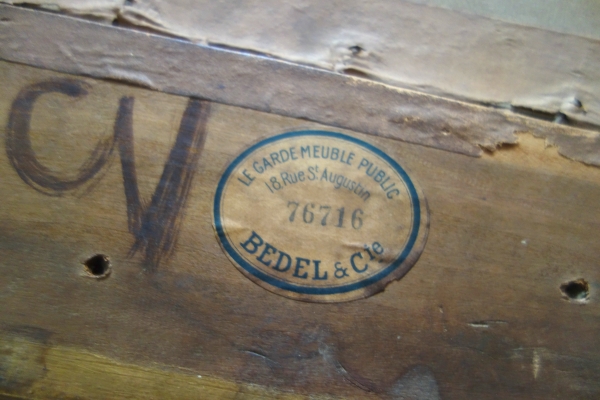 CV
LE GARDE MEUBLE PUBLIC
18, Rue St Augustin
76716
BEDEL & Cie